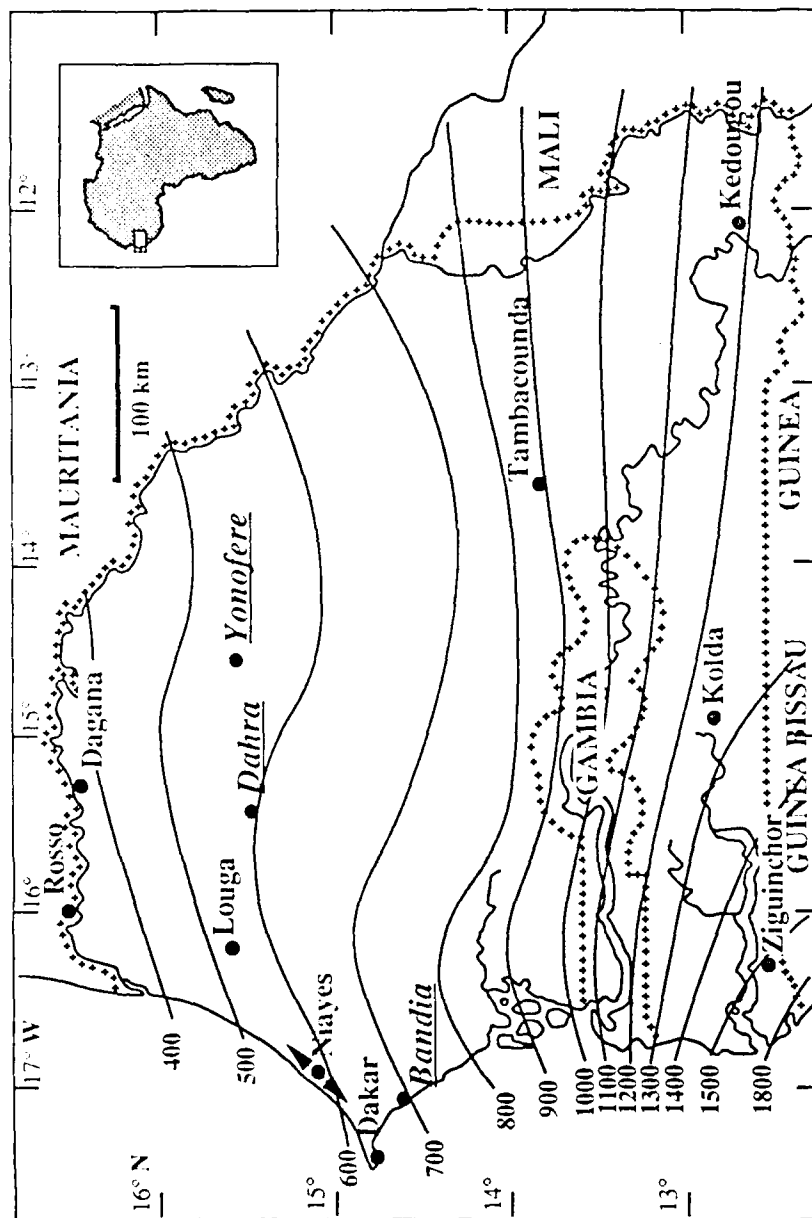 17° W
16°
15°
14°
13°
12°
16° N
15°
14°
13°
MAURITANIA
100 km
Rosso
Dagana
Louga
Dahra
Yonofere
Niayes
Dakar
Bandia
MALI
Tambacounda
GAMBIA
Kedougou
Kolda
Ziguinchor
GUINEA BISSAU
GUINEA
400
500
600
700
800
900
1000
1100
1200
1300
1400
1500
1800